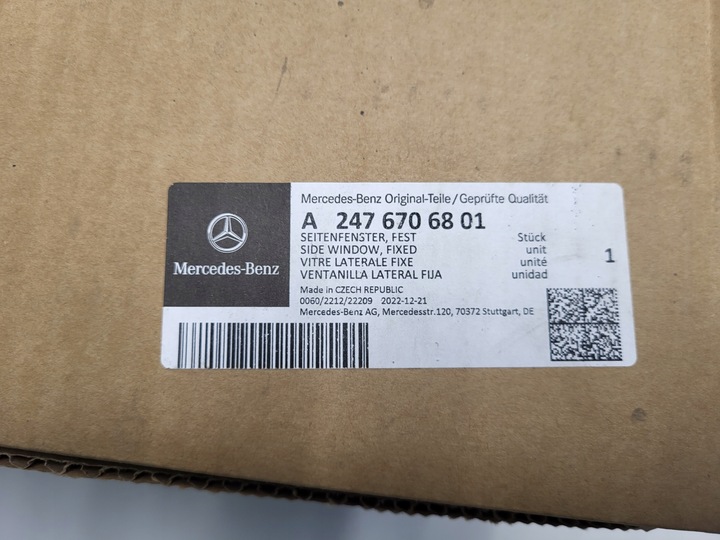 Mercedes-Benz
Mercedes-Benz Original-Teile/Geprüfte Qualität
A 247 670 68 01
SEITENFENSTER, FEST Stück
SIDE WINDOW, FIXED unit 1
VITRE LATERALE FIXE unité
VENTANILLA LATERAL FIJA unidad
Made in CZECH REPUBLIC
0060/2212/22209 2022-12-21
Mercedes-Benz AG, Mercedesstr.120, 70372 Stuttgart, DE